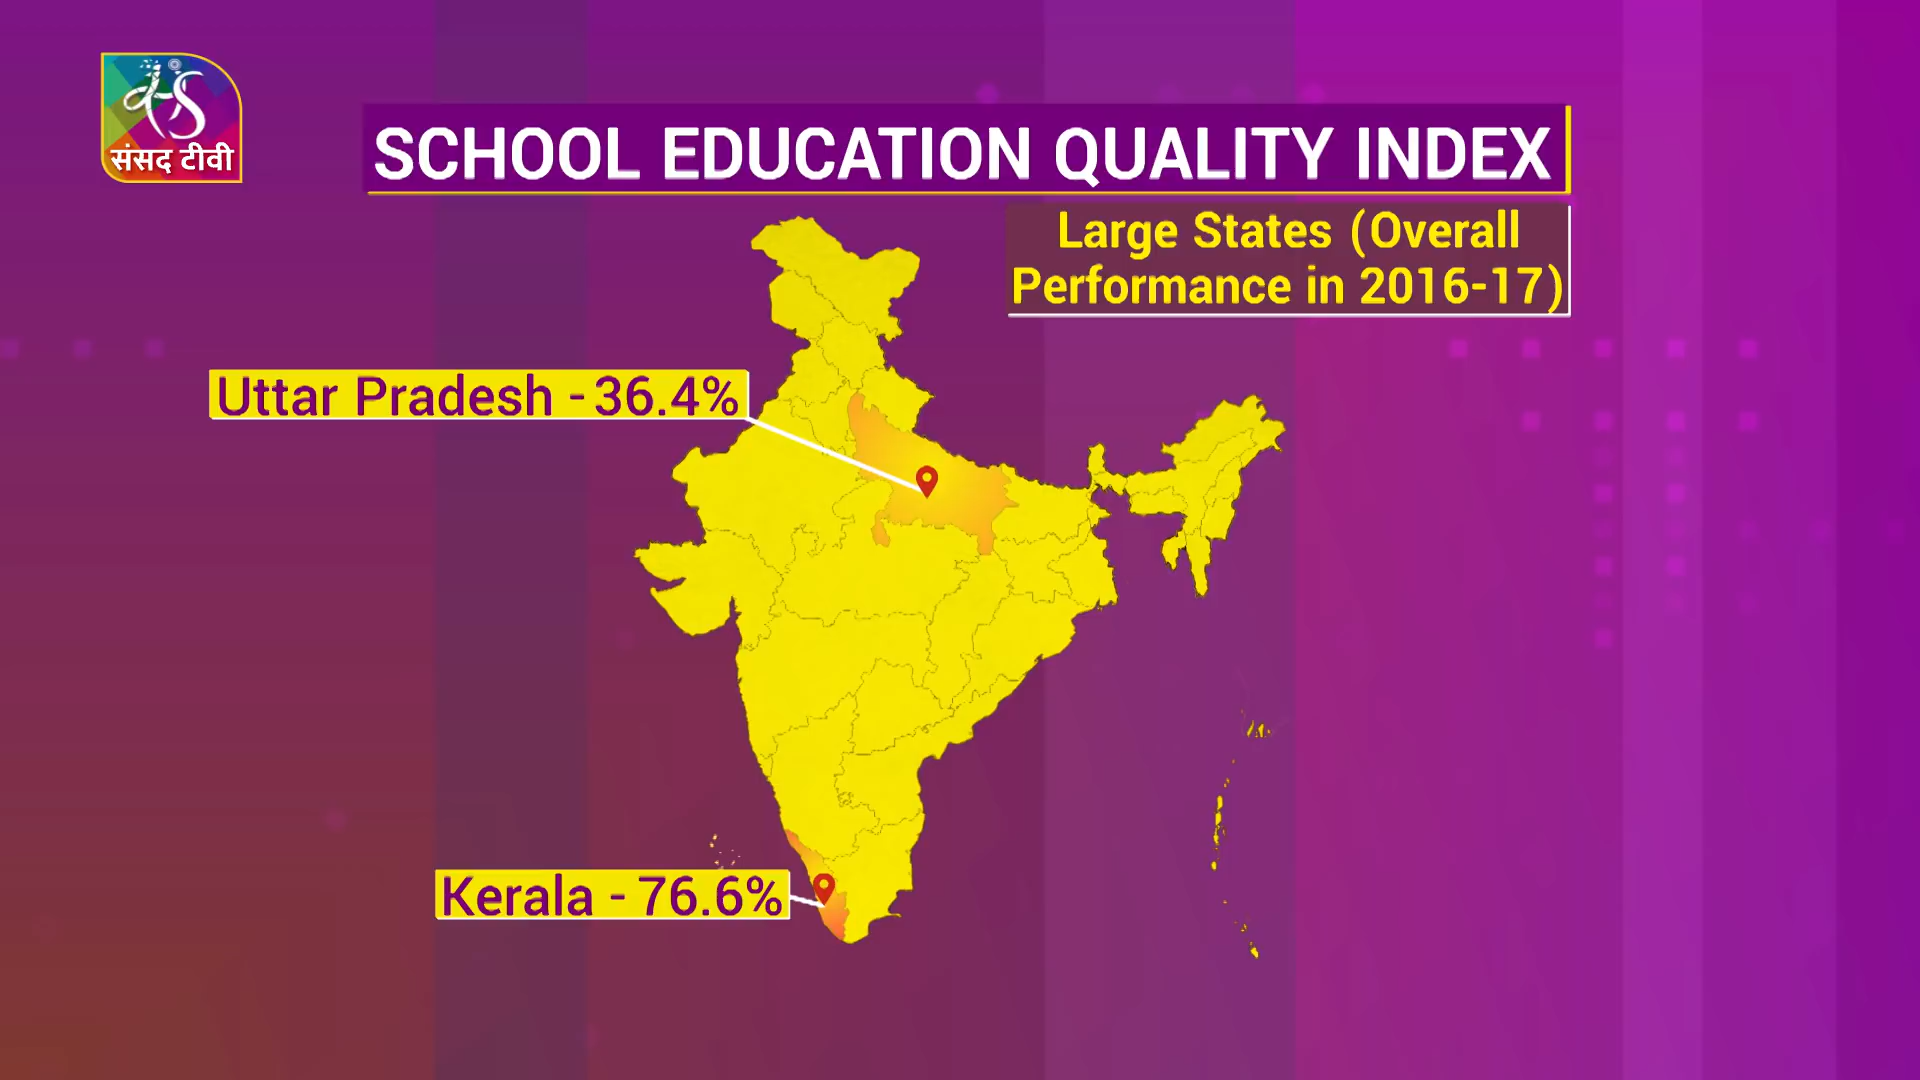 संसद टीवी
SCHOOL EDUCATION QUALITY INDEX
Large States (Overall
Performance in 2016-17)
Uttar Pradesh - 36.4%
Kerala - 76.6%